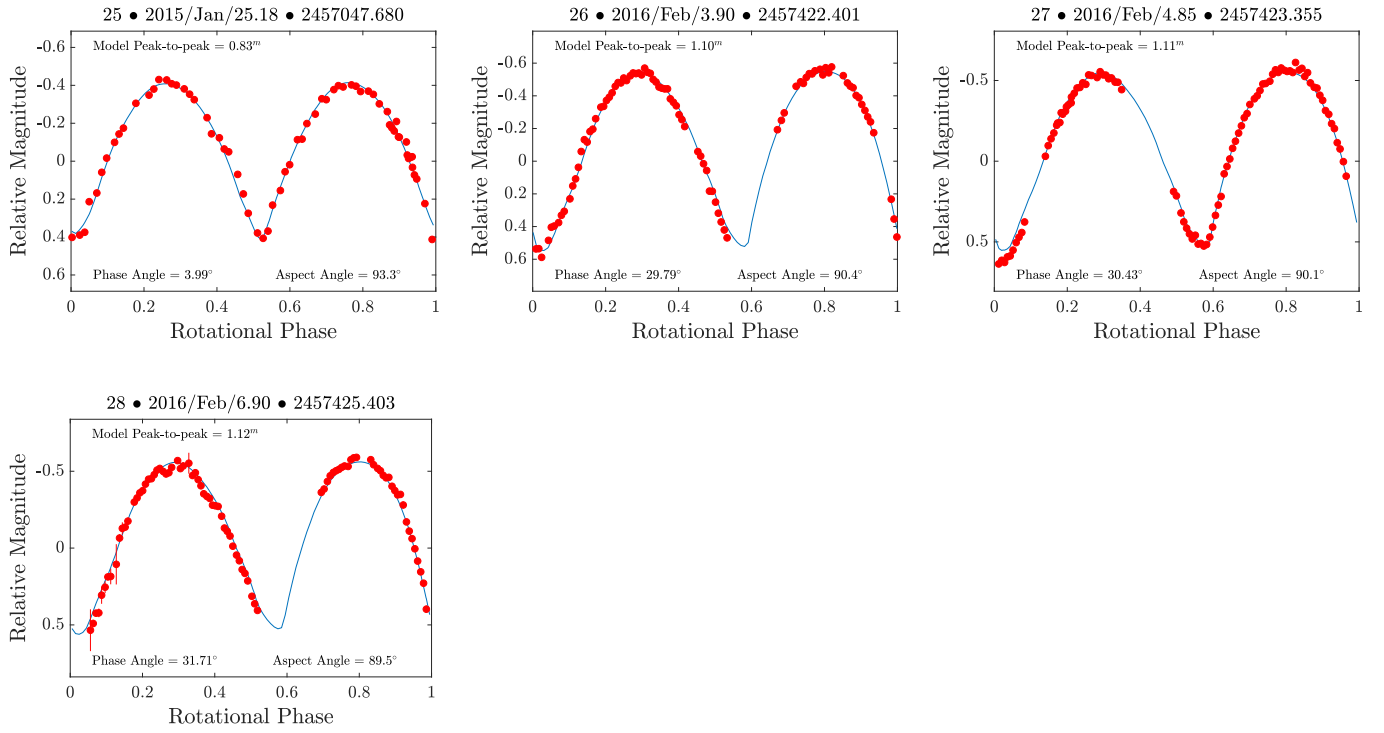 25 • 2015/Jan/25.18 • 2457047.680
Model Peak-to-peak = 0.83ᵐ
-0.6
-0.4
-0.2
0
0.2
0.4
0.6
Relative Magnitude
Phase Angle = 3.99° Aspect Angle = 93.3°
0 0.2 0.4 0.6 0.8 1
Rotational Phase
26 • 2016/Feb/3.90 • 2457422.401
Model Peak-to-peak = 1.10ᵐ
-0.6
-0.4
-0.2
0
0.2
0.4
0.6
Relative Magnitude
Phase Angle = 29.79° Aspect Angle = 90.4°
0 0.2 0.4 0.6 0.8 1
Rotational Phase
27 • 2016/Feb/4.85 • 2457423.355
Model Peak-to-peak = 1.11ᵐ
-0.5
0
0.5
Relative Magnitude
Phase Angle = 30.43° Aspect Angle = 90.1°
0 0.2 0.4 0.6 0.8 1
Rotational Phase
28 • 2016/Feb/6.90 • 2457425.403
Model Peak-to-peak = 1.12ᵐ
-0.5
0
0.5
Relative Magnitude
Phase Angle = 31.71° Aspect Angle = 89.5°
0 0.2 0.4 0.6 0.8 1
Rotational Phase